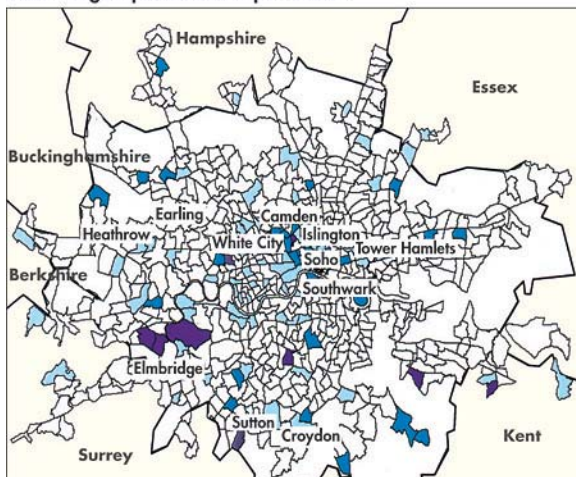 Hampshire
Essex
Buckinghamshire
Earling
Camden
Heathrow
White City
Islington
Tower Hamlets
Soho
Berkshire
Southwark
Elmbridge
Sutton
Croydon
Kent
Surrey